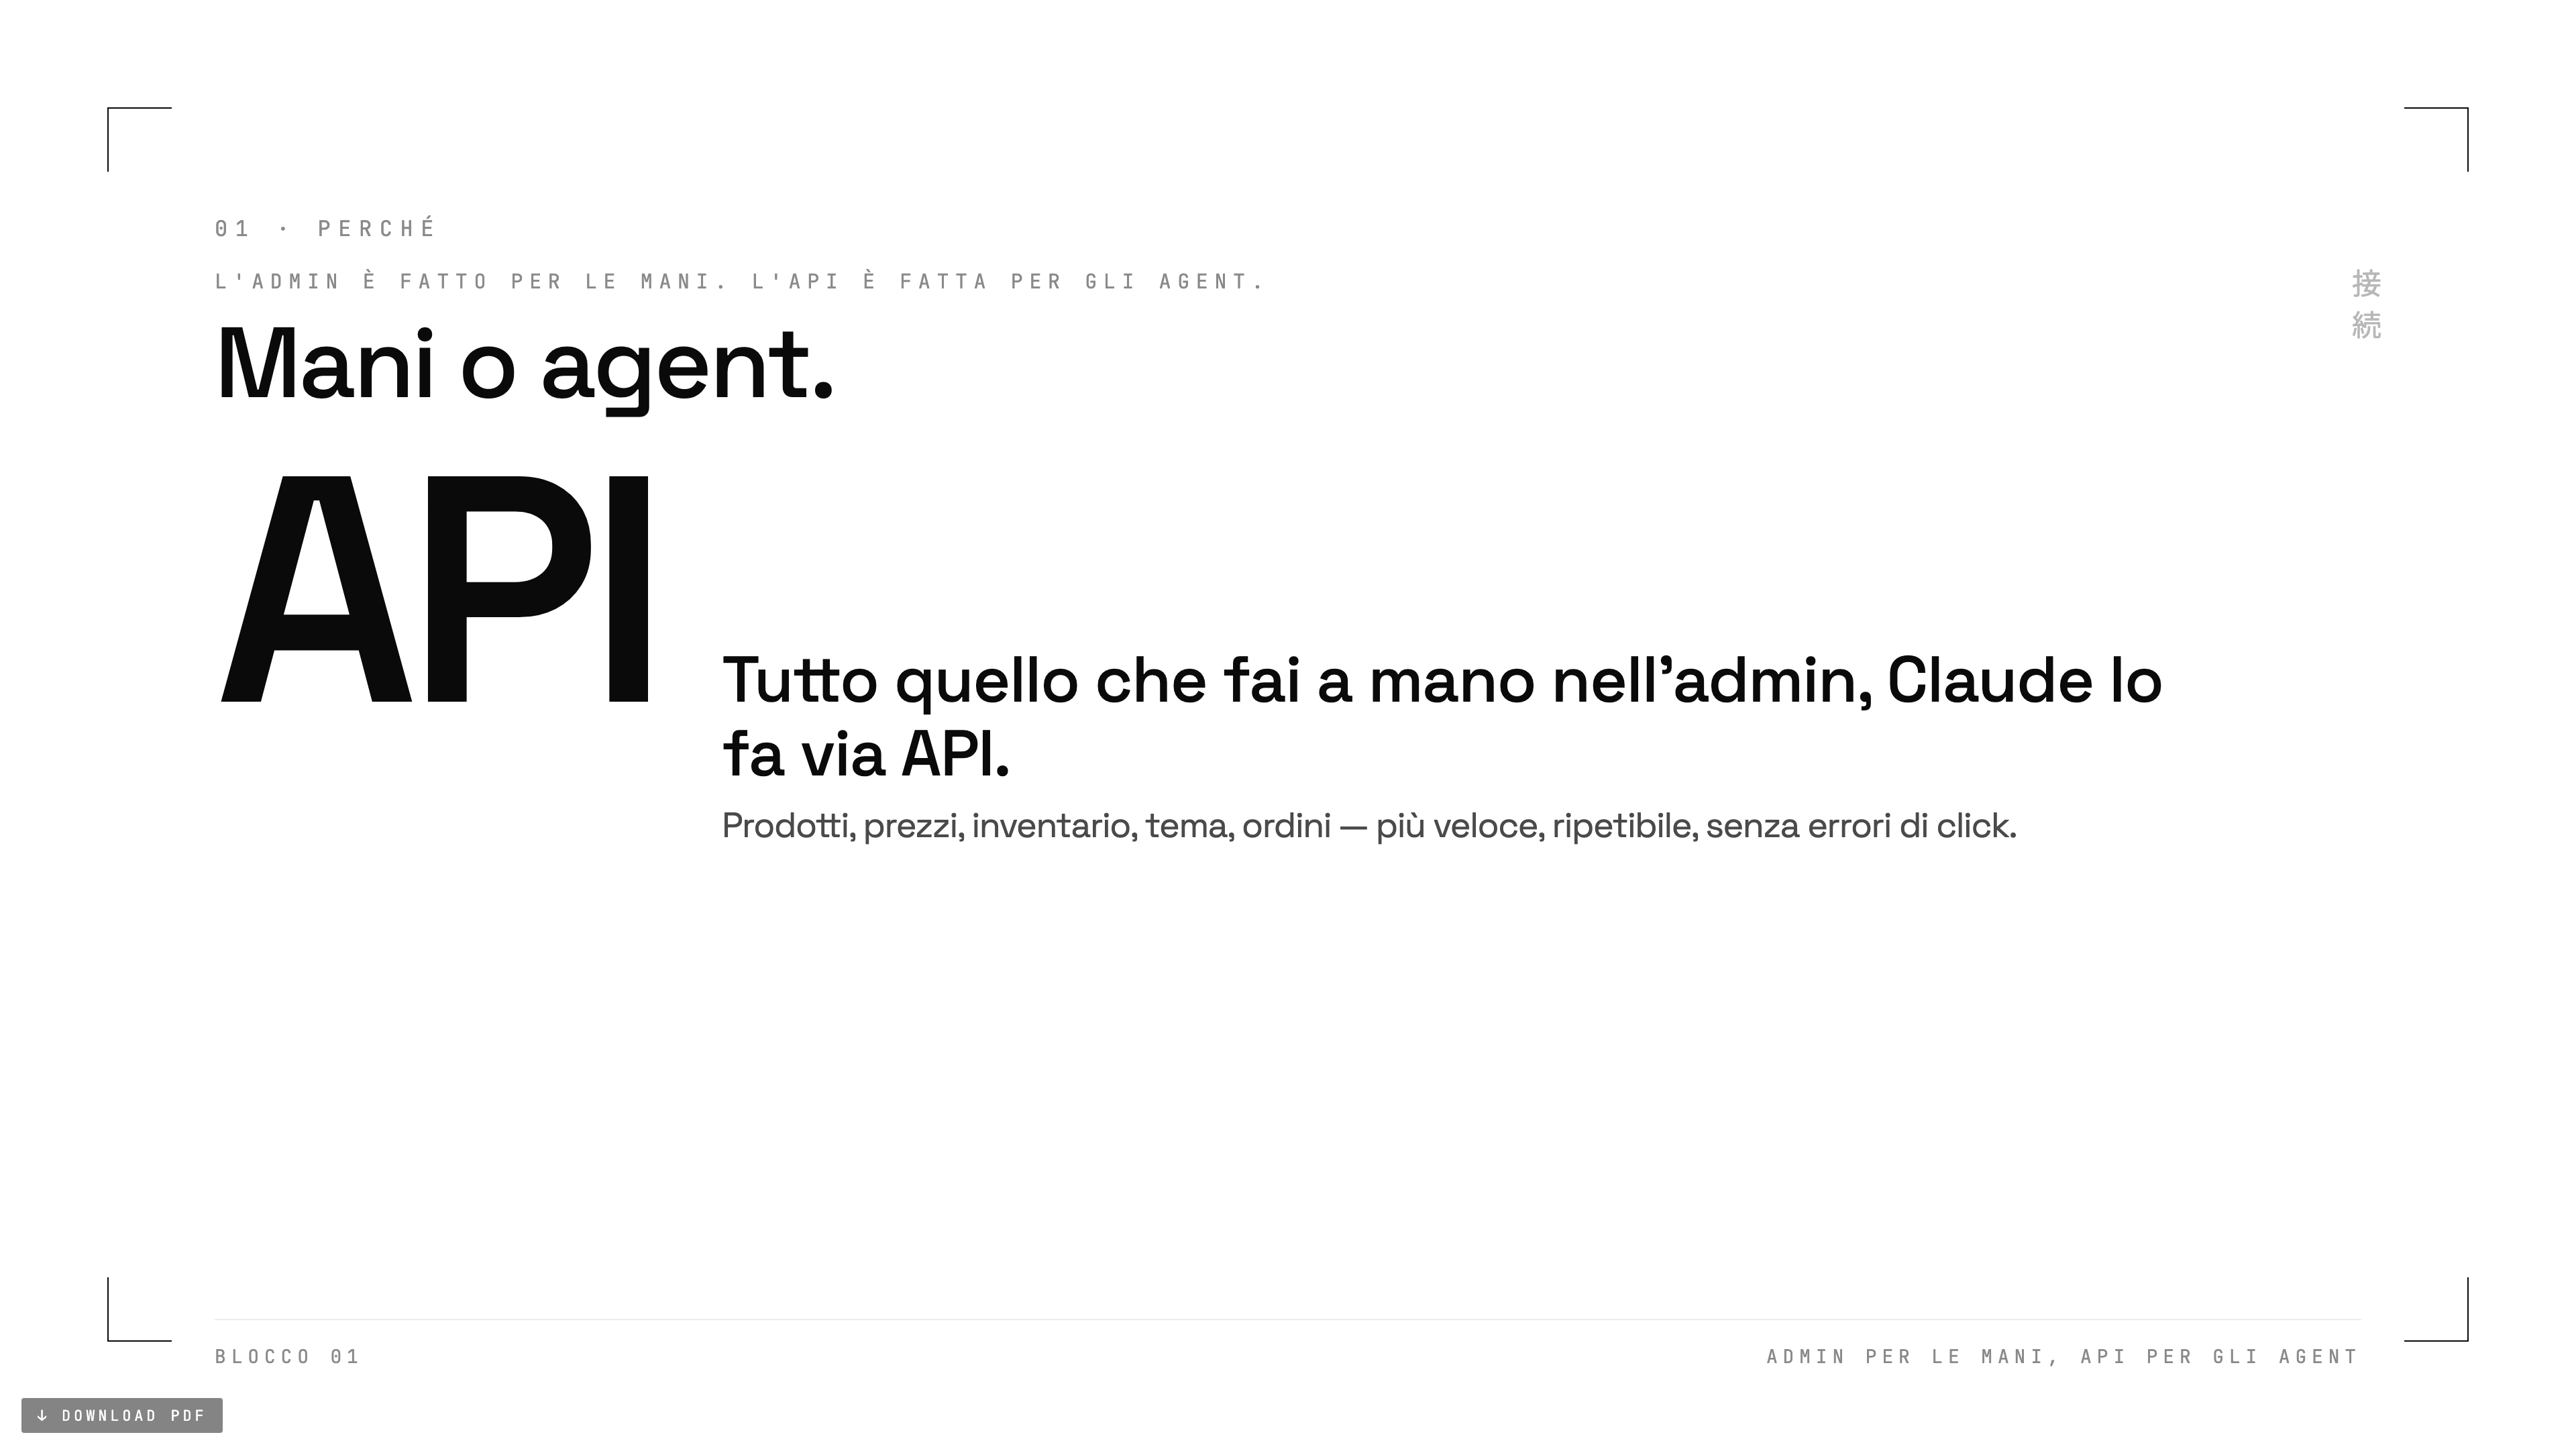 01 · PERCHÉ
L'ADMIN È FATTO PER LE MANI. L'API È FATTA PER GLI AGENT.
接
続
Mani o agent.
API
Tutto quello che fai a mano nell’admin, Claude lo
fa via API.
Prodotti, prezzi, inventario, tema, ordini — più veloce, ripetibile, senza errori di click.
BLOCCO 01
ADMIN PER LE MANI, API PER GLI AGENT
↓ DOWNLOAD PDF